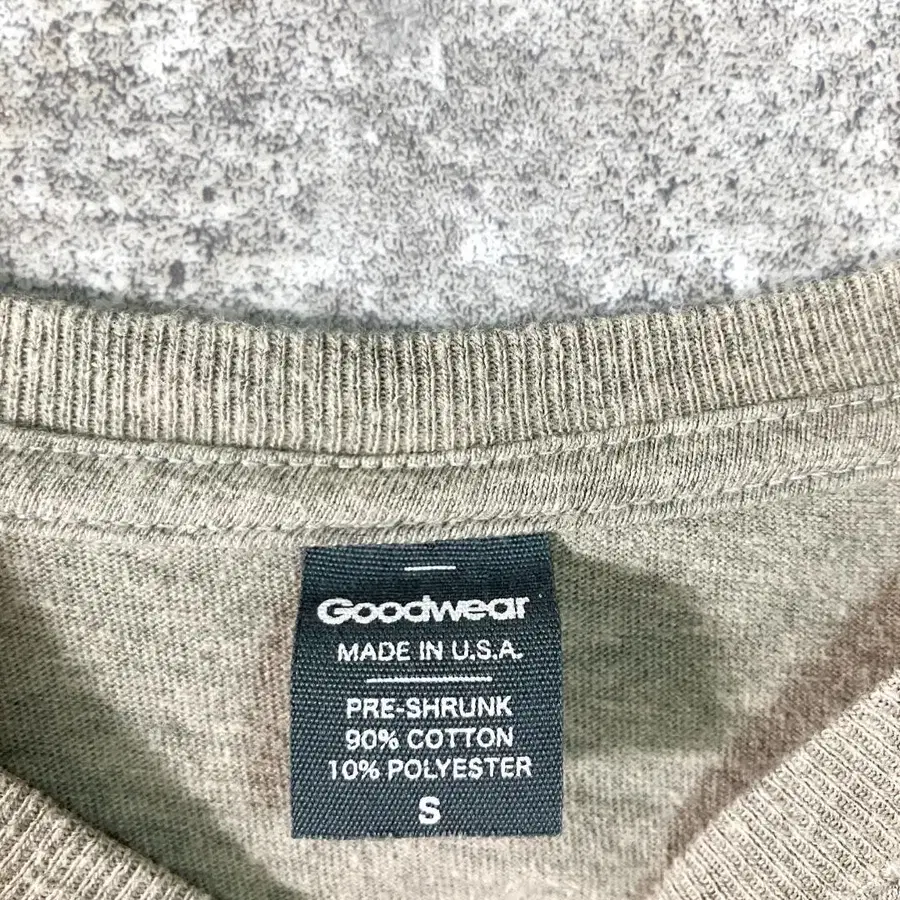 Goodwear
MADE IN U.S.A.
PRE-SHRUNK
90% COTTON
10% POLYESTER
S